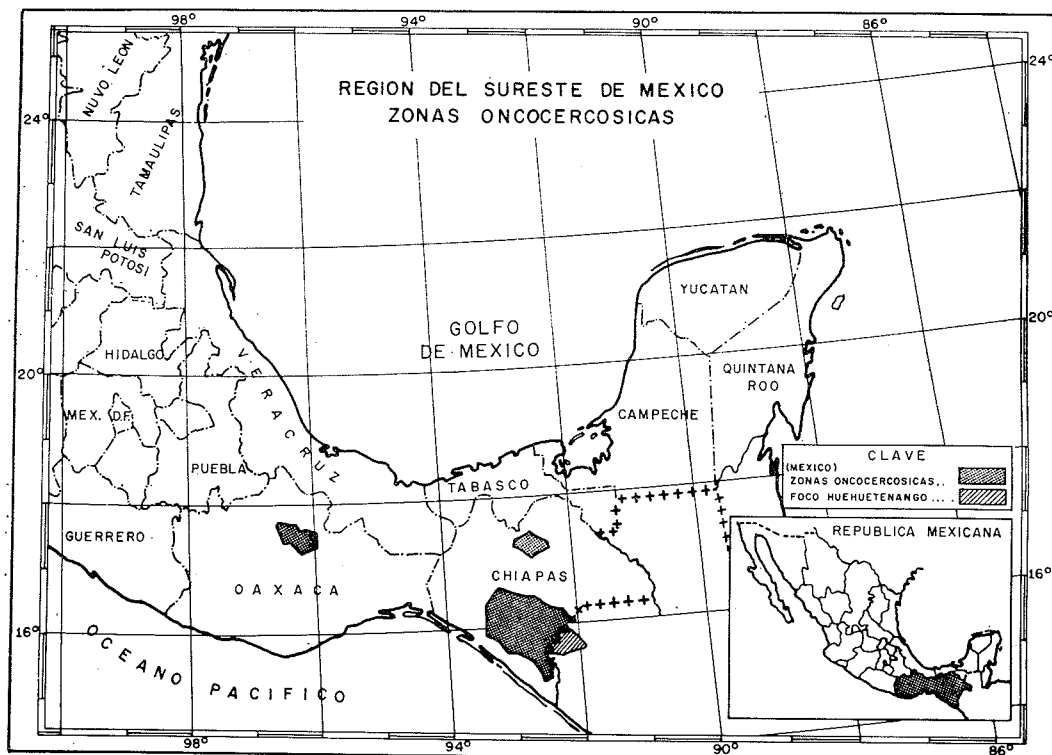 98°
94°
90°
86°
24°
24°
REGION DEL SURESTE DE MEXICO
ZONAS ONCOCERCOSICAS
NUVO LEON
TAMAULIPAS
SAN LUIS
POTOSI
HIDALGO
VERACRUZ
GOLFO
DE MEXICO
YUCATAN
QUINTANA
ROO
20°
20°
MEX. D.F.
CAMPECHE
PUEBLA
TABASCO
GUERRERO
OAXACA
CHIAPAS
16°
16°
OCEANO PACIFICO
CLAVE
(MEXICO)
ZONAS ONCOCERCOSICAS..
FOCO HUEHUETENANGO....
REPUBLICA MEXICANA
98°
94°
90°
86°